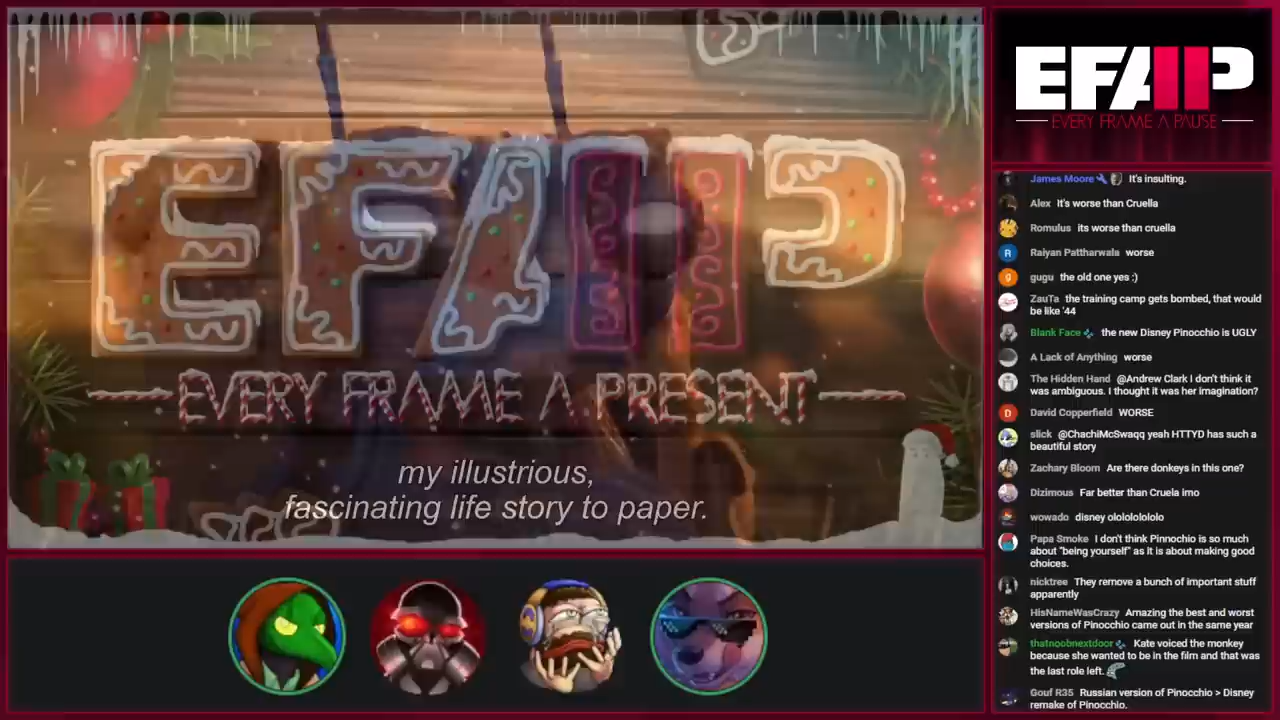 EFAP
EVERY FRAME A PRESENT
my illustrious,
fascinating life story to paper.
EFAP
EVERY FRAME A PAUSE
James Moore It's insulting.
Alex It's worse than Cruella
Romulus its worse than cruella
R Raiyan Pattharwala worse
g gugu the old one yes :)
ZauTa the training camp gets bombed, that would
be like '44
Blank Face the new Disney Pinocchio is UGLY
A Lack of Anything worse
The Hidden Hand @Andrew Clark I don't think it
was ambiguous. I thought it was her imagination?
D David Copperfield WORSE
slick @ChachiMcSwaqq yeah HTTYD has such a
beautiful story
Zachary Bloom Are there donkeys in this one?
Dizimous Far better than Cruela imo
wowado disney olololololo
Papa Smoke I don't think Pinnochio is so much
about "being yourself" as it is about making good
choices.
nicktree They remove a bunch of important stuff
apparently
HisNameWasCrazy Amazing the best and worst
versions of Pinocchio came out in the same year
thatnoobnextdoor Kate voiced the monkey
because she wanted to be in the film and that was
the last role left.
Gouf R35 Russian version of Pinocchio > Disney
remake of Pinocchio.